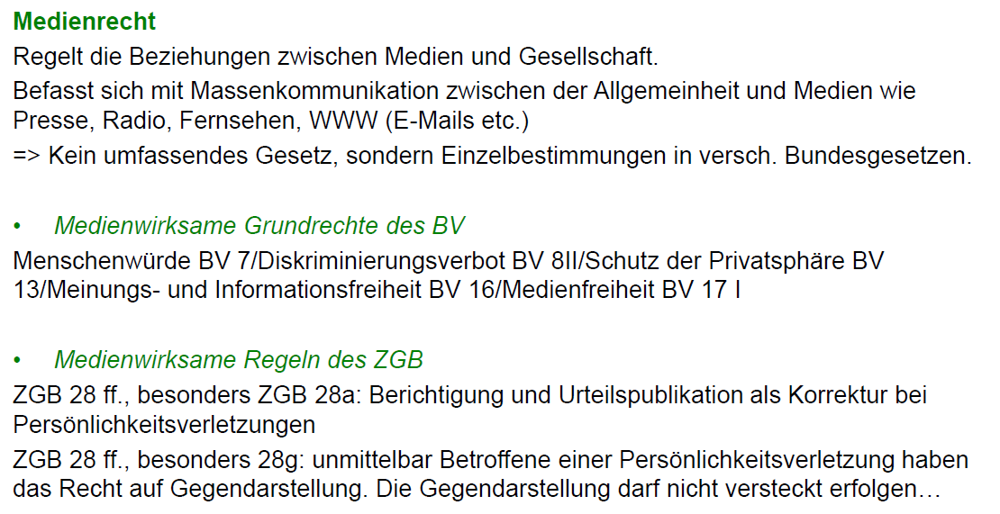 Medienrecht
Regelt die Beziehungen zwischen Medien und Gesellschaft.
Befasst sich mit Massenkommunikation zwischen der Allgemeinheit und Medien wie
Presse, Radio, Fernsehen, WWW (E-Mails etc.)
=> Kein umfassendes Gesetz, sondern Einzelbestimmungen in versch. Bundesgesetzen.
• Medienwirksame Grundrechte des BV
Menschenwürde BV 7/Diskriminierungsverbot BV 8II/Schutz der Privatsphäre BV
13/Meinungs- und Informationsfreiheit BV 16/Medienfreiheit BV 17 I
• Medienwirksame Regeln des ZGB
ZGB 28 ff., besonders ZGB 28a: Berichtigung und Urteilspublikation als Korrektur bei
Persönlichkeitsverletzungen
ZGB 28 ff., besonders 28g: unmittelbar Betroffene einer Persönlichkeitsverletzung haben
das Recht auf Gegendarstellung. Die Gegendarstellung darf nicht versteckt erfolgen…